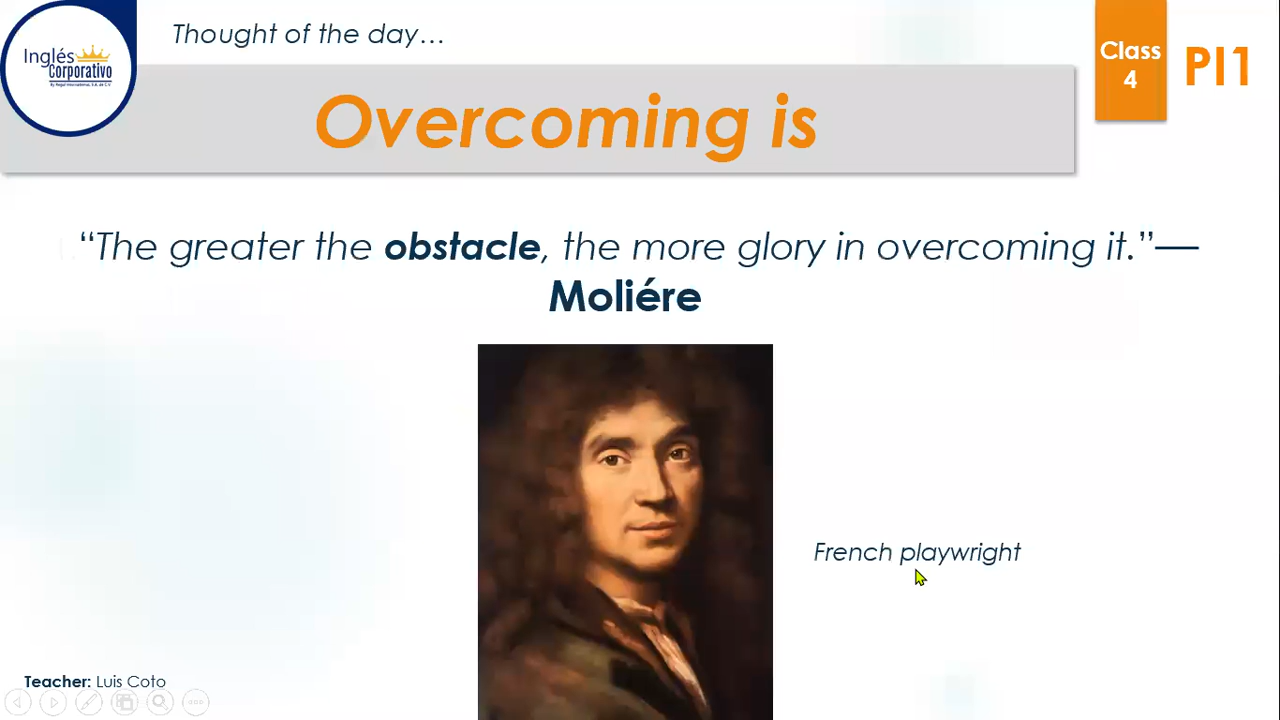 Thought of the day…
Inglés
Corporativo
Class
4
PI1
Overcoming is
“The greater the obstacle, the more glory in overcoming it.”—
Moliére
French playwright
Teacher: Luis Coto